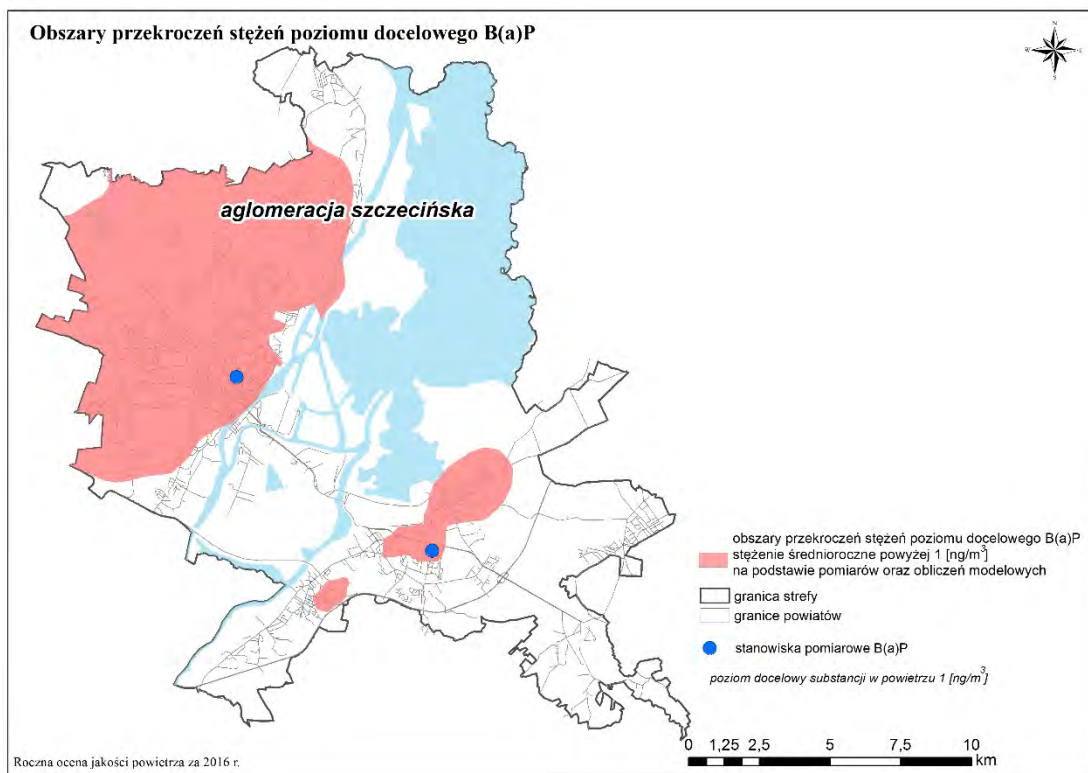 Obszary przekroczeń stężeń poziomu docelowego B(a)P
N
W
E
S
aglomeracja szczecińska
obszary przekroczeń stężeń poziomu docelowego B(a)P
stężenie średnioroczne powyżej 1 [ng/m³]
na podstawie pomiarów oraz obliczeń modelowych
granica strefy
granice powiatów
stanowiska pomiarowe B(a)P
poziom docelowy substancji w powietrzu 1 [ng/m³]
0 1,25 2,5 5 7,5 10
km
Roczna ocena jakości powietrza za 2016 r.